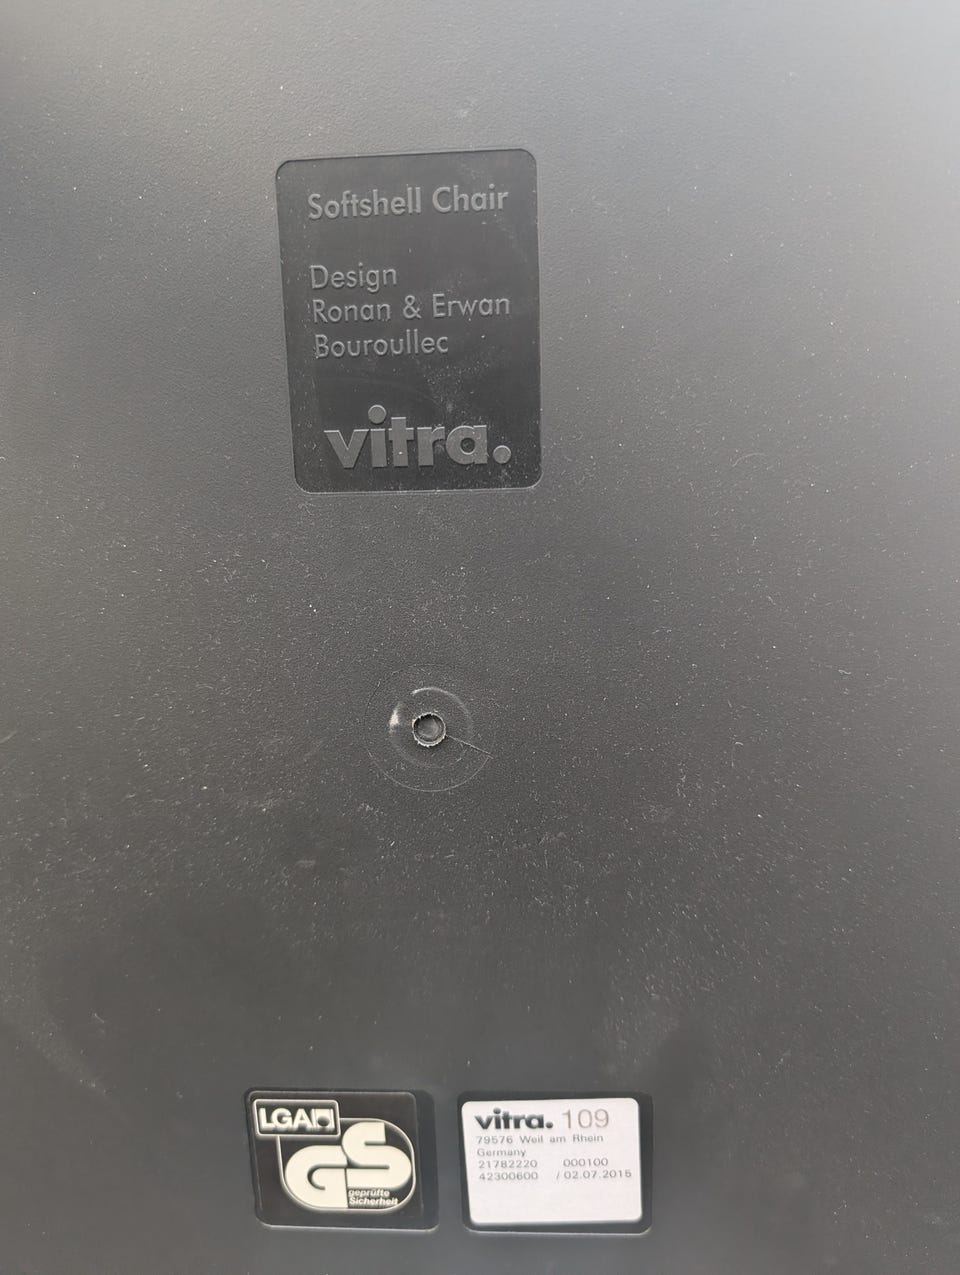 Softshell Chair
Design
Ronan & Erwan
Bouroullec
vitra.
LGA
GS
geprüfte
Sicherheit
vitra. 109
79576 Weil am Rhein
Germany
21782220 000100
42300600 / 02.07.2015